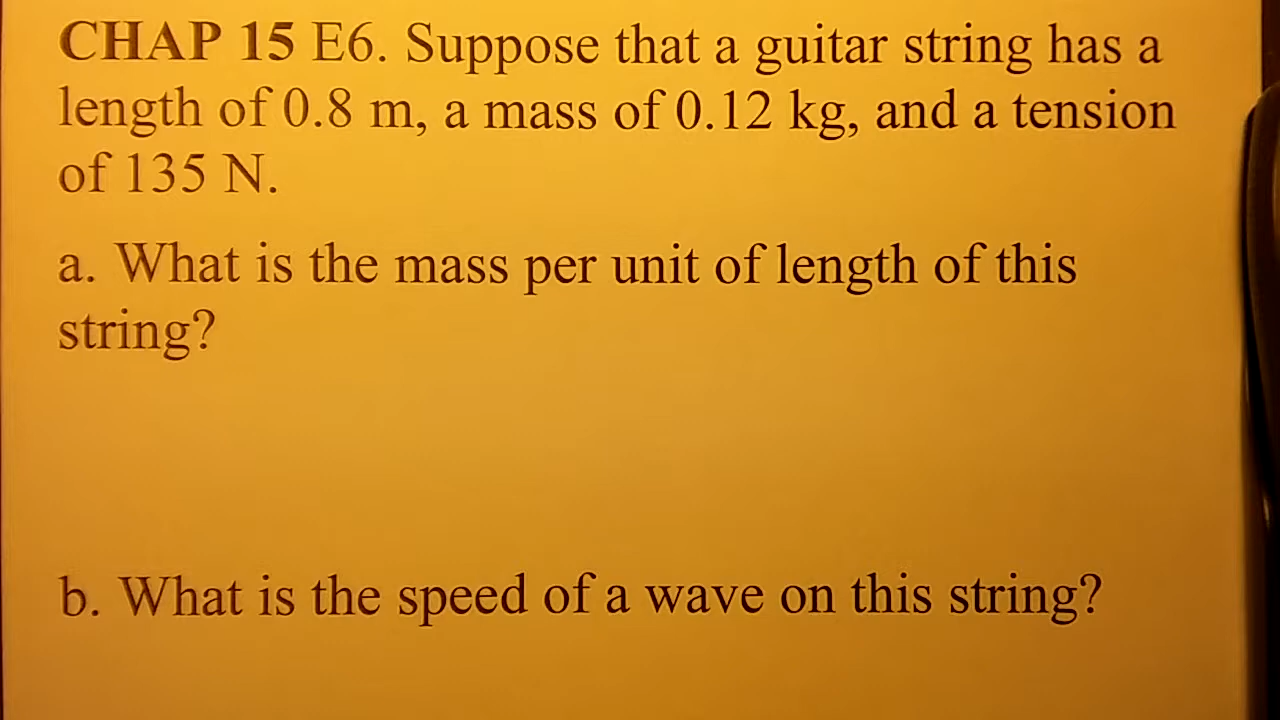 CHAP 15 E6. Suppose that a guitar string has a
length of 0.8 m, a mass of 0.12 kg, and a tension
of 135 N.
a. What is the mass per unit of length of this
string?
b. What is the speed of a wave on this string?